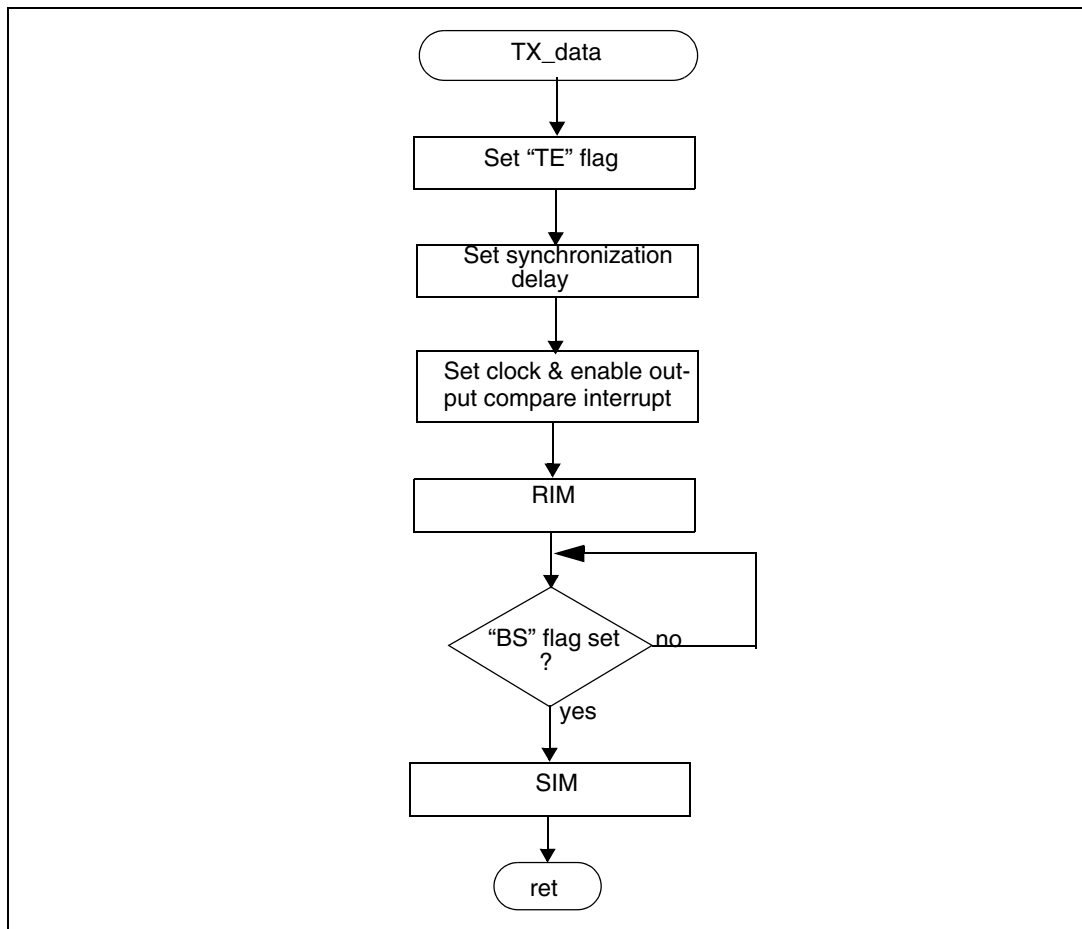 TX_data
Set “TE” flag
Set synchronization
delay
Set clock & enable out-
put compare interrupt
RIM
“BS” flag set
?
no
yes
SIM
ret